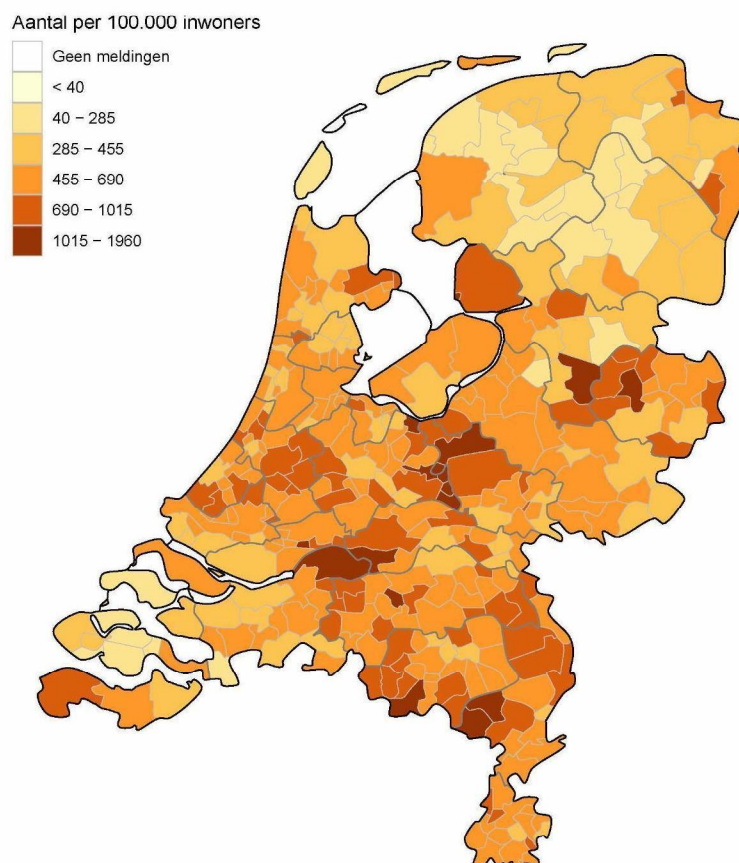 Aantal per 100.000 inwoners
Geen meldingen
< 40
40 − 285
285 − 455
455 − 690
690 − 1015
1015 − 1960